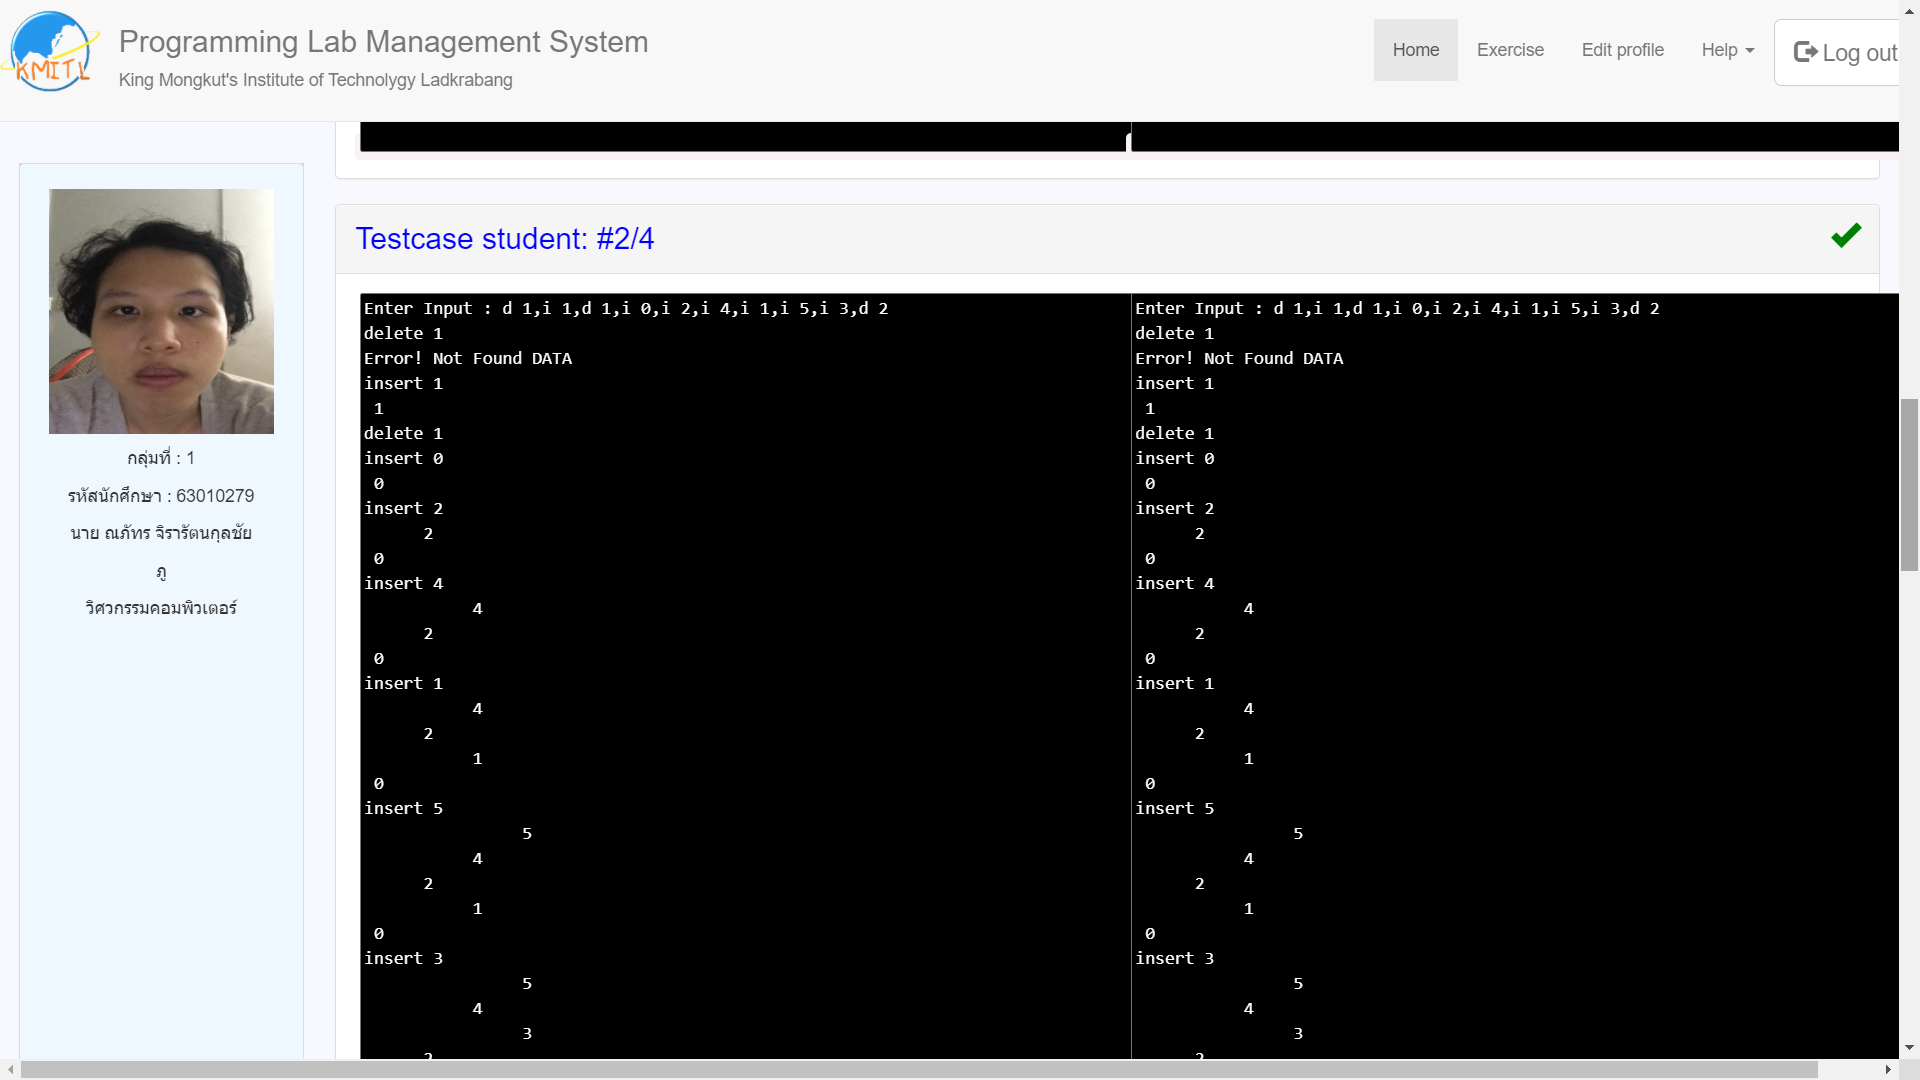 KMITL
Programming Lab Management System
King Mongkut's Institute of Technolygy Ladkrabang
Home
Exercise
Edit profile
Help
Log out
กลุ่มที่ : 1
รหัสนักศึกษา : 63010279
นาย ณภัทร จิรารัตนกุลชัย
ภู
วิศวกรรมคอมพิวเตอร์
Testcase student: #2/4
Enter Input : d 1,i 1,d 1,i 0,i 2,i 4,i 1,i 5,i 3,d 2
delete 1
Error! Not Found DATA
insert 1
 1
delete 1
insert 0
 0
insert 2
      2
 0
insert 4
           4
      2
 0
insert 1
           4
      2
           1
 0
insert 5
                5
           4
      2
           1
 0
insert 3
                5
           4
                3
      2
Enter Input : d 1,i 1,d 1,i 0,i 2,i 4,i 1,i 5,i 3,d 2
delete 1
Error! Not Found DATA
insert 1
 1
delete 1
insert 0
 0
insert 2
      2
 0
insert 4
           4
      2
 0
insert 1
           4
      2
           1
 0
insert 5
                5
           4
      2
           1
 0
insert 3
                5
           4
                3
      2